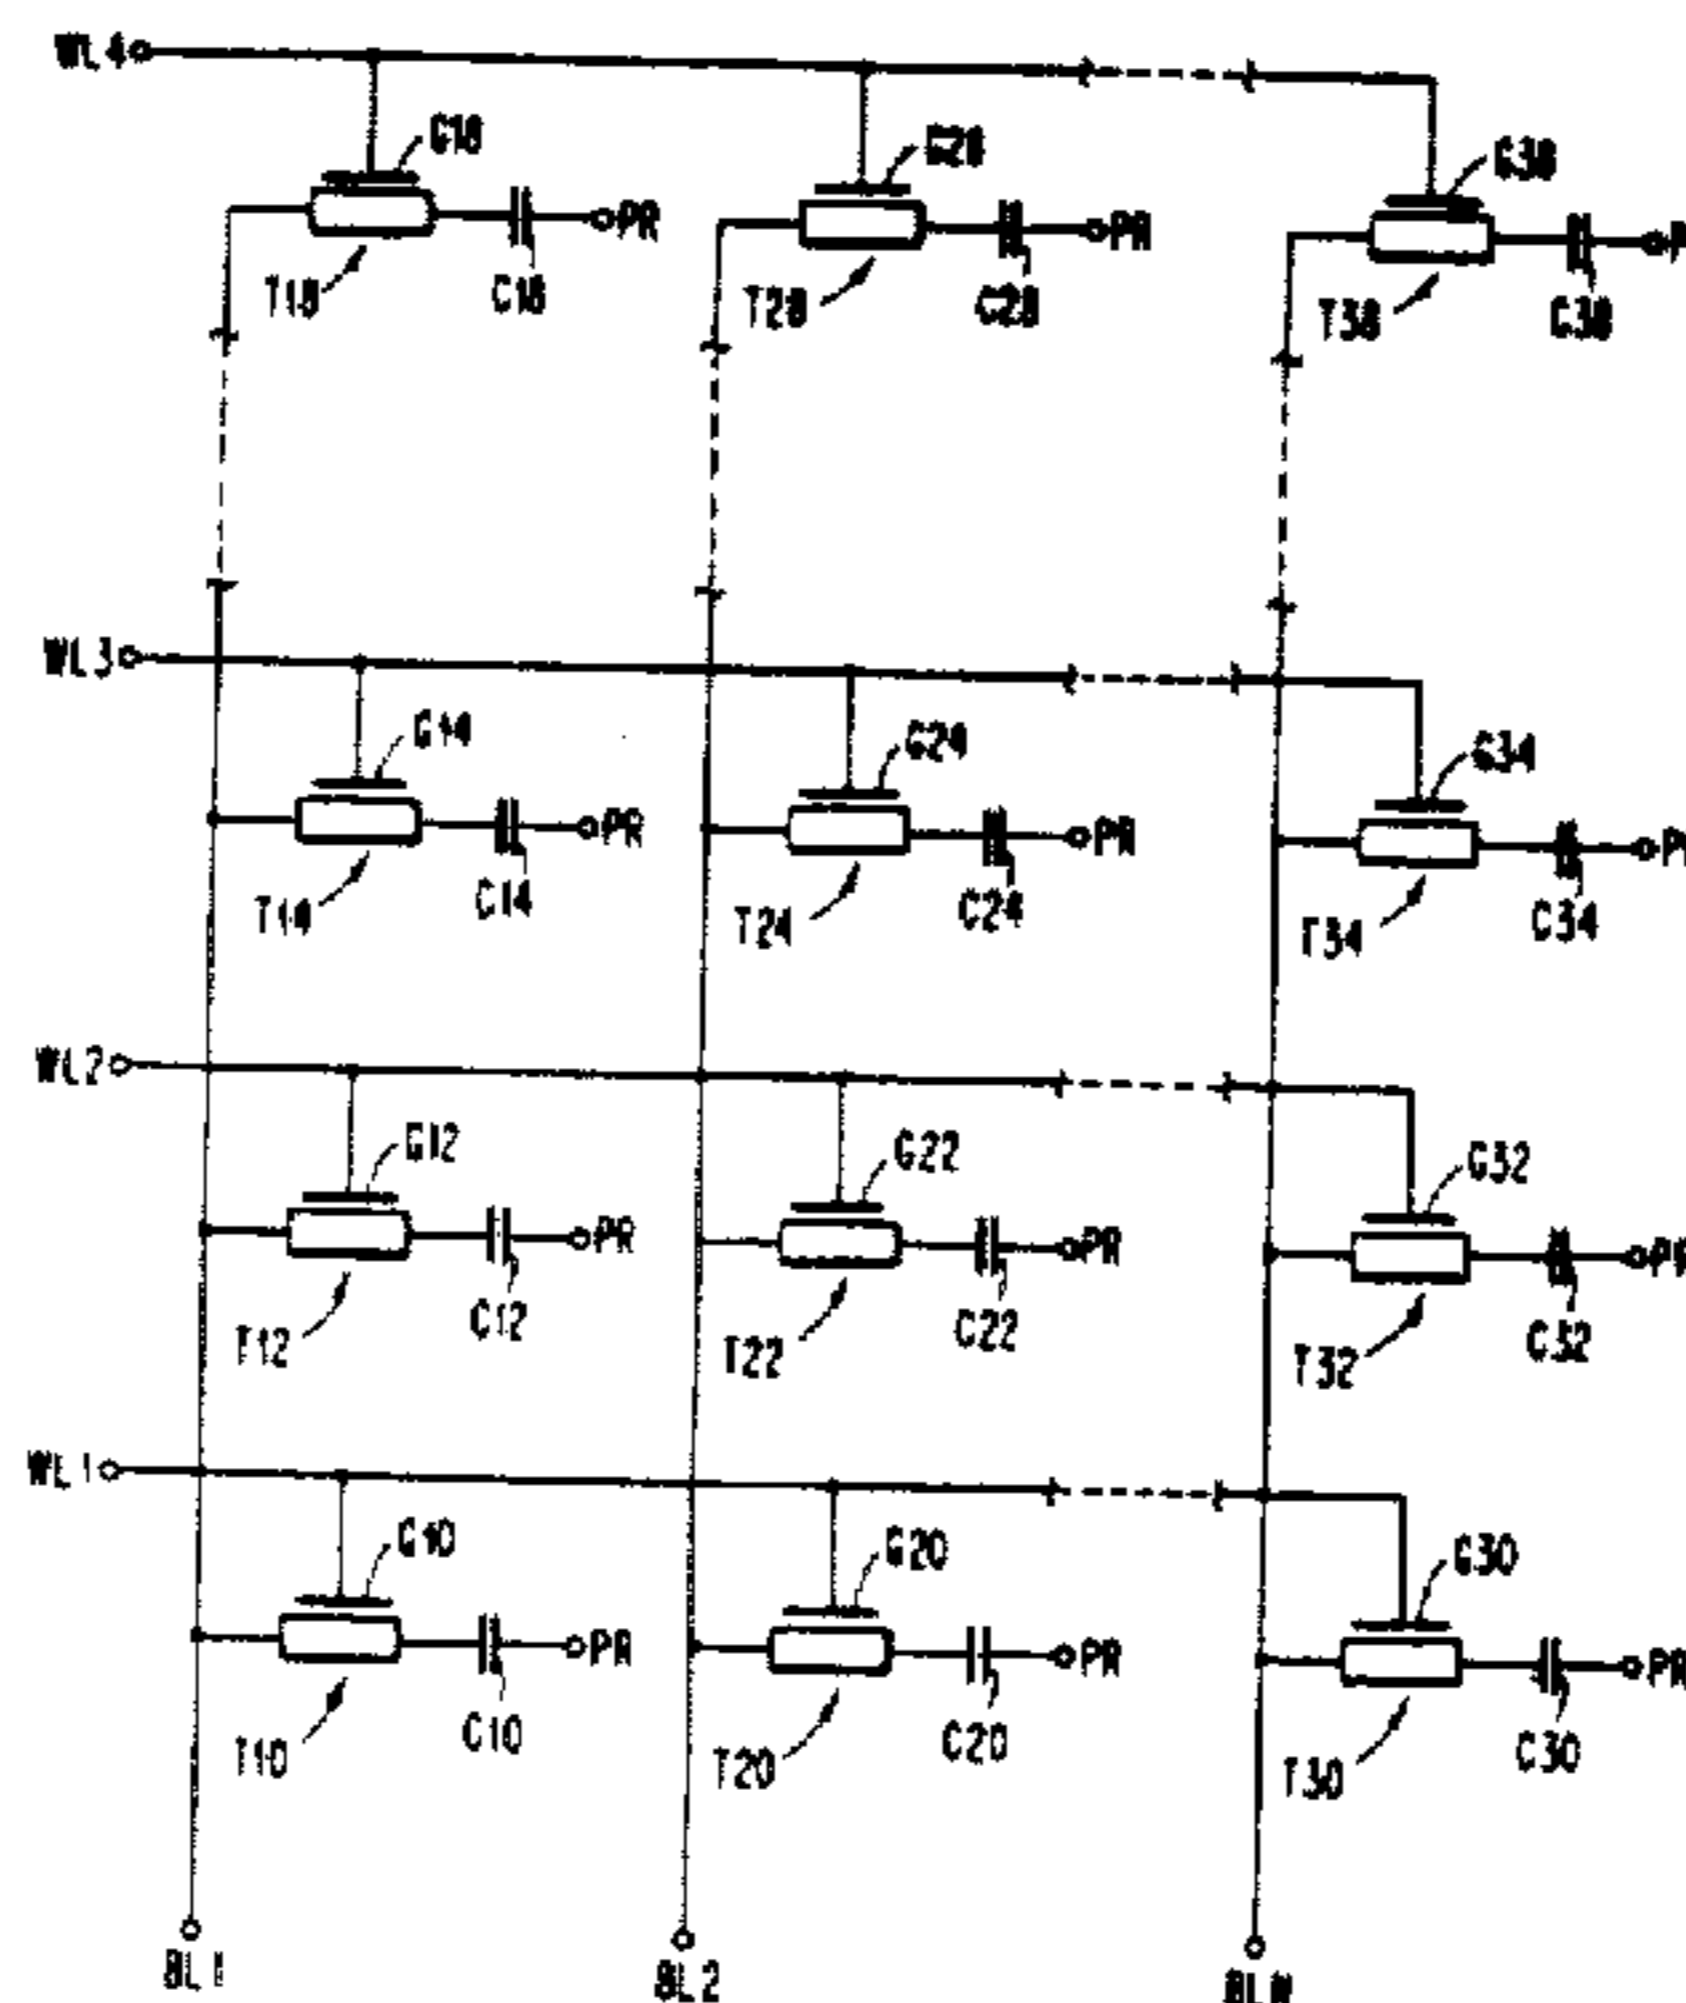 WL4
G18 G28 G38
PR PR
T18 C18 T28 C28 T38 C38
WL3
G14 G24 G34
PR PR
T14 C14 T24 C24 T34 C34
WL2
G12 G22 G32
PR PR PR
T12 C12 T22 C22 T32 C32
WL1
G10 G20 G30
PR PR PR
T10 C10 T20 C20 T30 C30
BL1 BL2